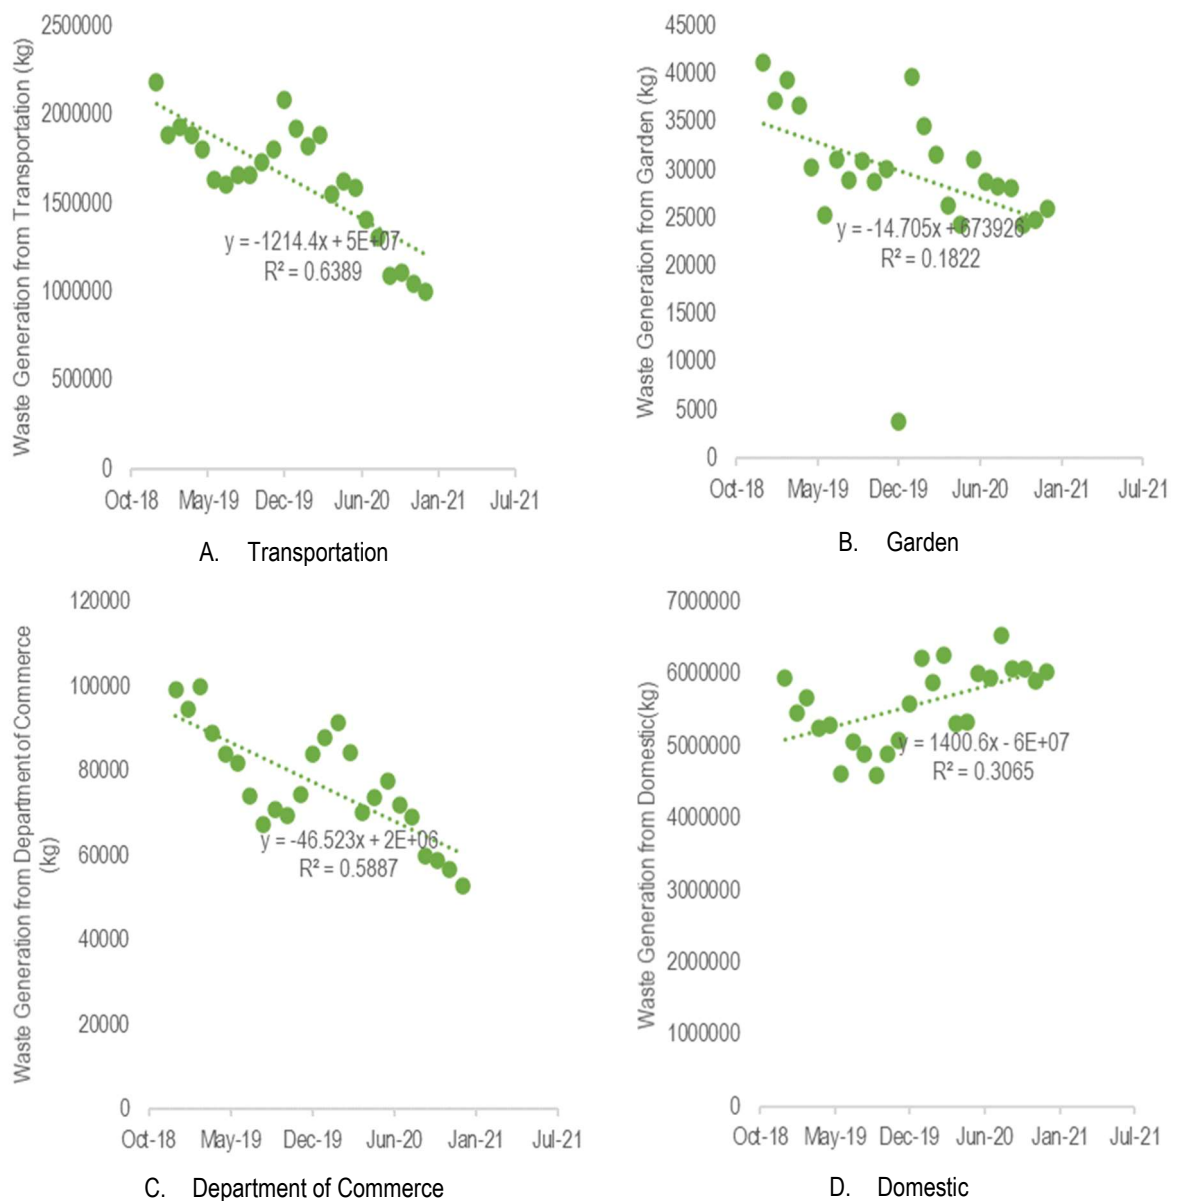 Waste Generation from Transportation (kg)
2500000
2000000
1500000
1000000
500000
0
y = -1214.4x + 5E+07
R² = 0.6389
Oct-18 May-19 Dec-19 Jun-20 Jan-21 Jul-21
A. Transportation
Waste Generation from Garden (kg)
45000
40000
35000
30000
25000
20000
15000
10000
5000
0
y = -14.705x + 673926
R² = 0.1822
Oct-18 May-19 Dec-19 Jun-20 Jan-21 Jul-21
B. Garden
Waste Generation from Department of Commerce
(kg)
120000
100000
80000
60000
40000
20000
0
y = -46.523x + 2E+06
R² = 0.5887
Oct-18 May-19 Dec-19 Jun-20 Jan-21 Jul-21
C. Department of Commerce
Waste Generation from Domestic(kg)
7000000
6000000
5000000
4000000
3000000
2000000
1000000
0
y = 1400.6x - 6E+07
R² = 0.3065
Oct-18 May-19 Dec-19 Jun-20 Jan-21 Jul-21
D. Domestic